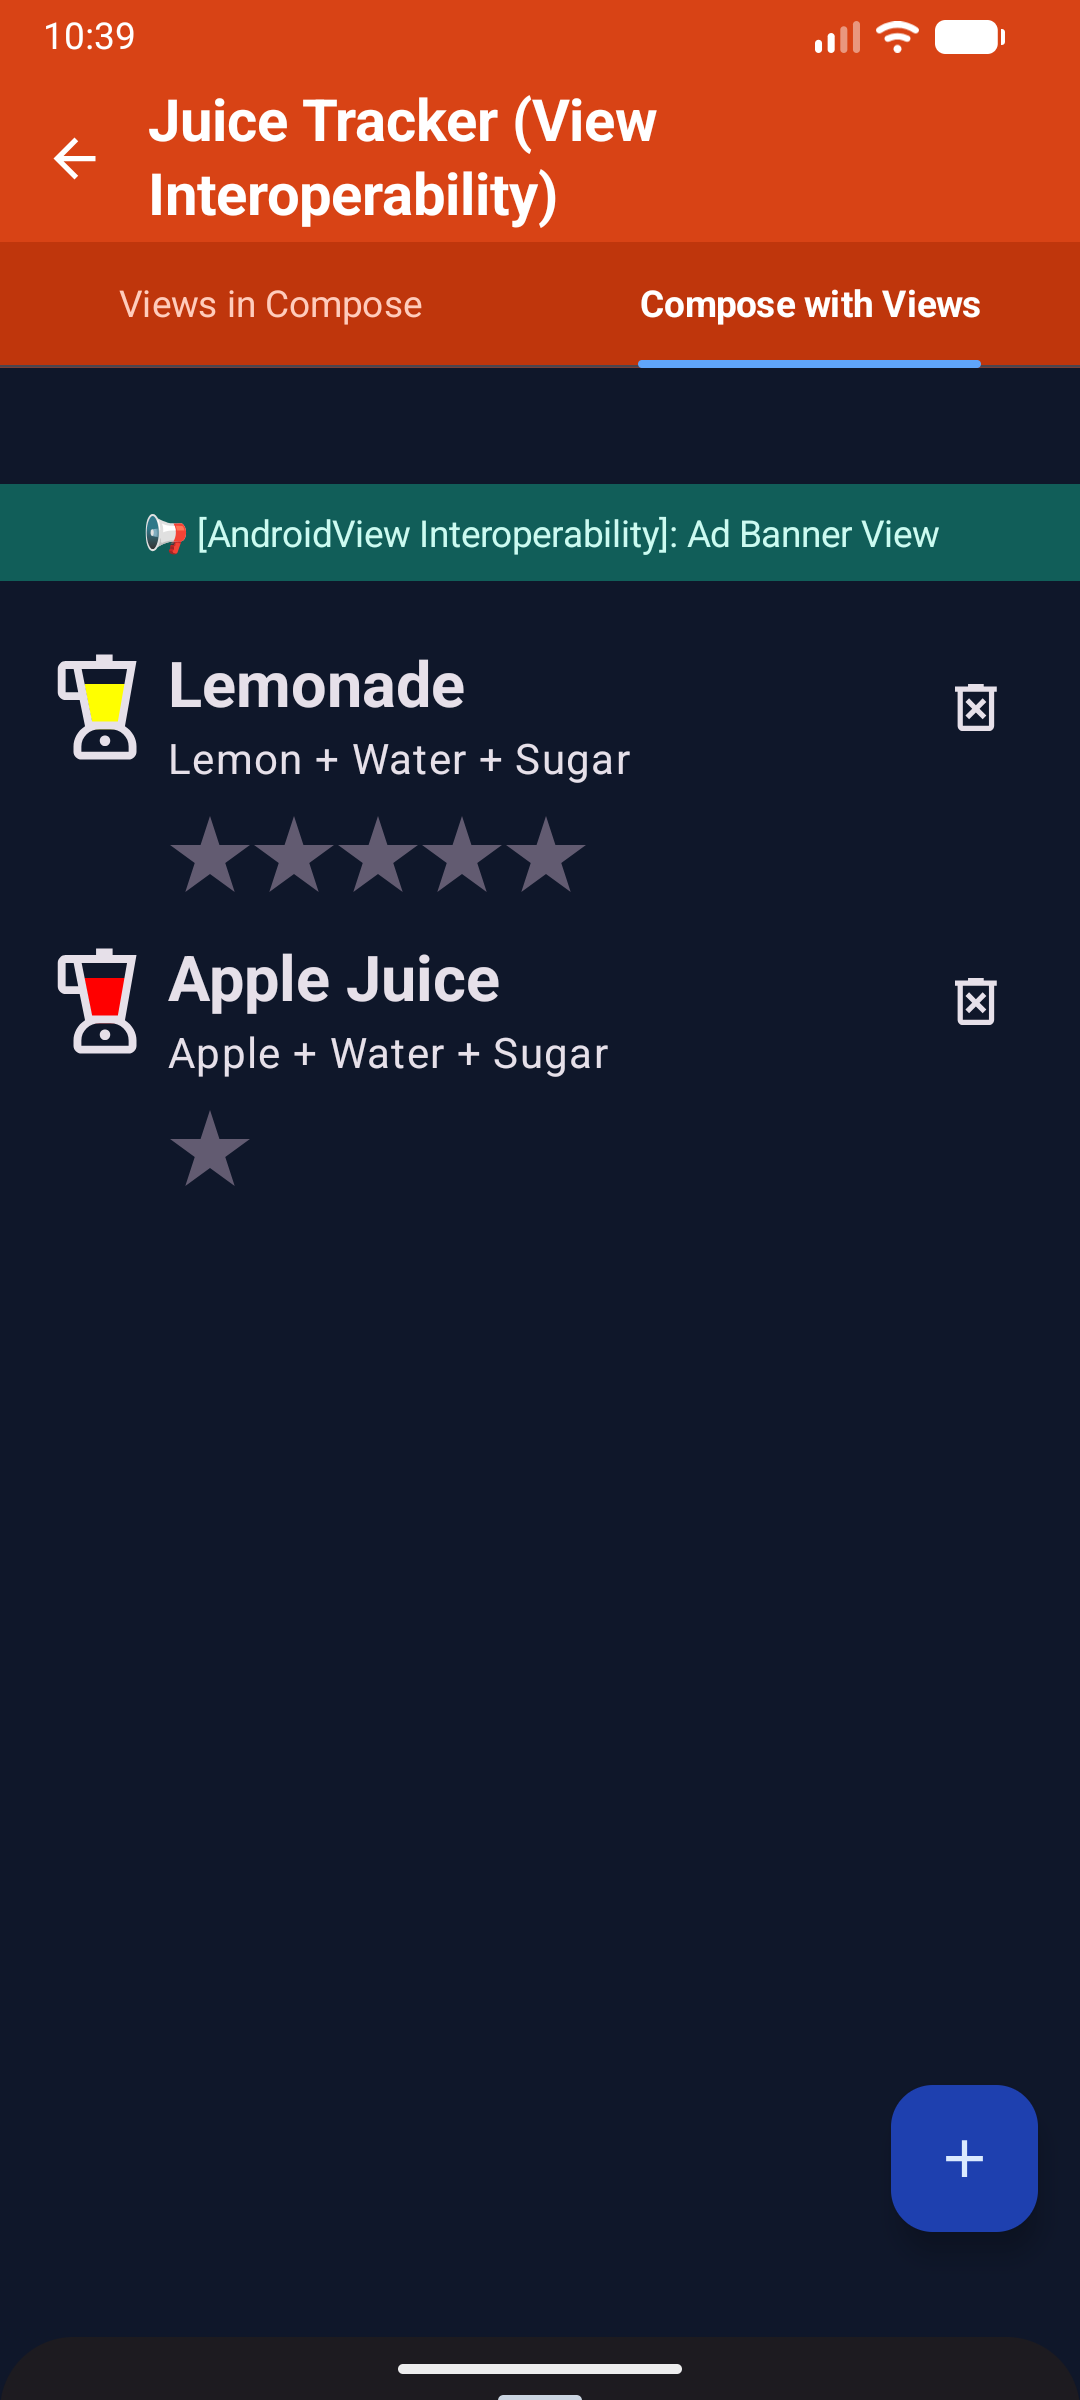 10:39
Juice Tracker (View
Interoperability)
Views in Compose
Compose with Views
📢 [AndroidView Interoperability]: Ad Banner View
Lemonade
Lemon + Water + Sugar
Apple Juice
Apple + Water + Sugar